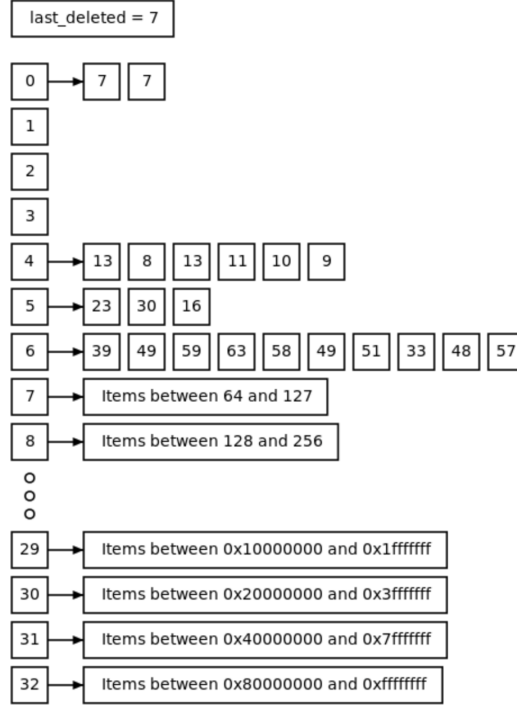 last_deleted = 7
0 7 7
1
2
3
4 13 8 13 11 10 9
5 23 30 16
6 39 49 59 63 58 49 51 33 48 57
7 Items between 64 and 127
8 Items between 128 and 256
29 Items between 0x10000000 and 0x1fffffff
30 Items between 0x20000000 and 0x3fffffff
31 Items between 0x40000000 and 0x7fffffff
32 Items between 0x80000000 and 0xffffffff